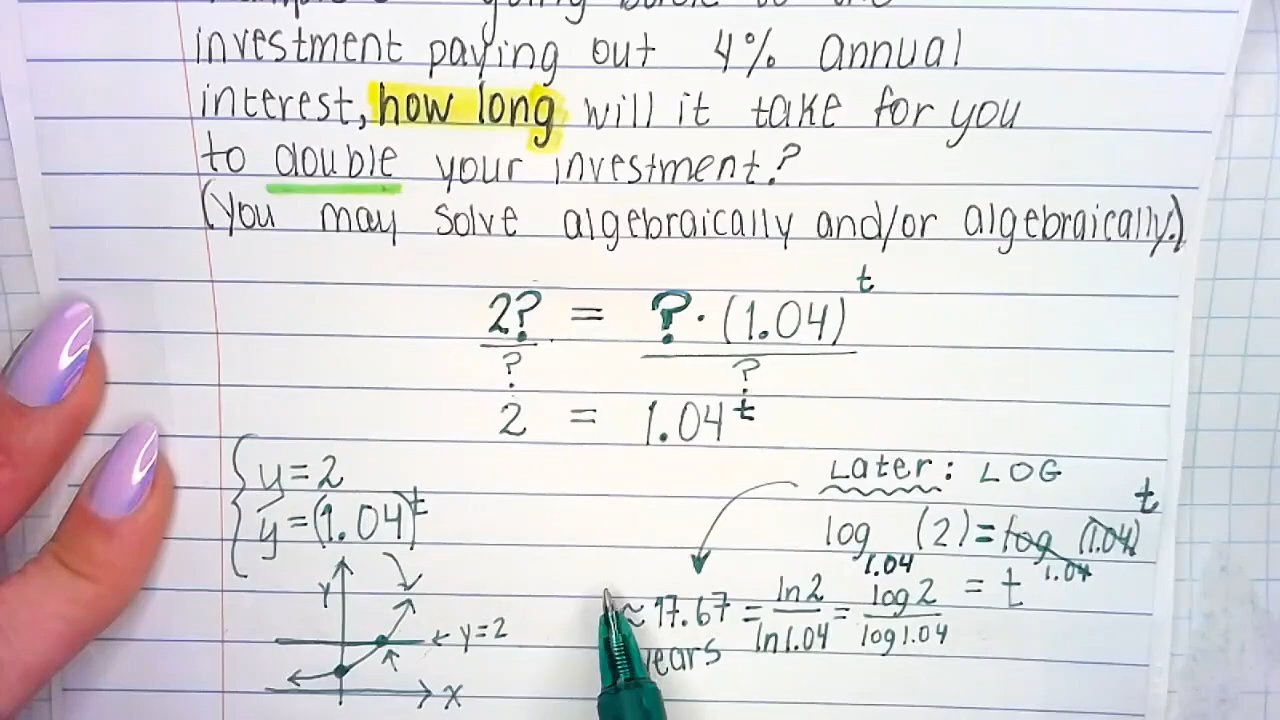 investment paying out 4% annual
interest, how long will it take for you
to double your investment?
(You may solve algebraically and/or algebraically.)
2? = ? · (1.04)^t
? ?
2 = 1.04^t
y=2
y=(1.04)^t
Later: LOG
log_1.04 (2) = log_1.04 (1.04)^t
≈ 17.67 = ln2/ln1.04 = log2/log1.04 = t
years
y
← y=2
x